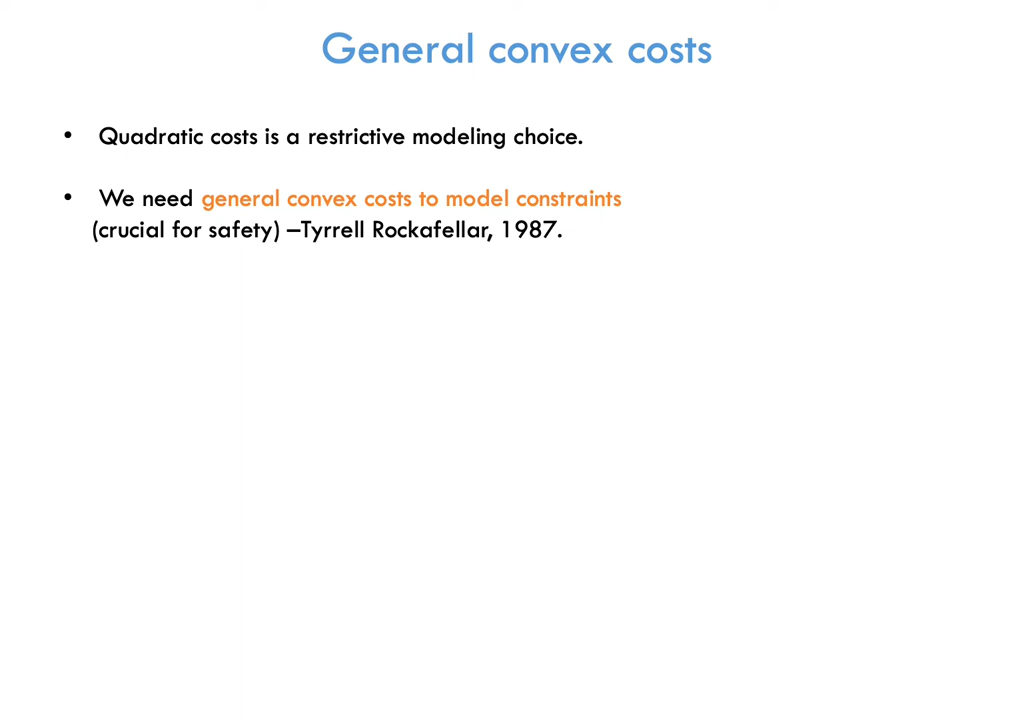 General convex costs
• Quadratic costs is a restrictive modeling choice.
• We need general convex costs to model constraints
(crucial for safety) –Tyrrell Rockafellar, 1987.